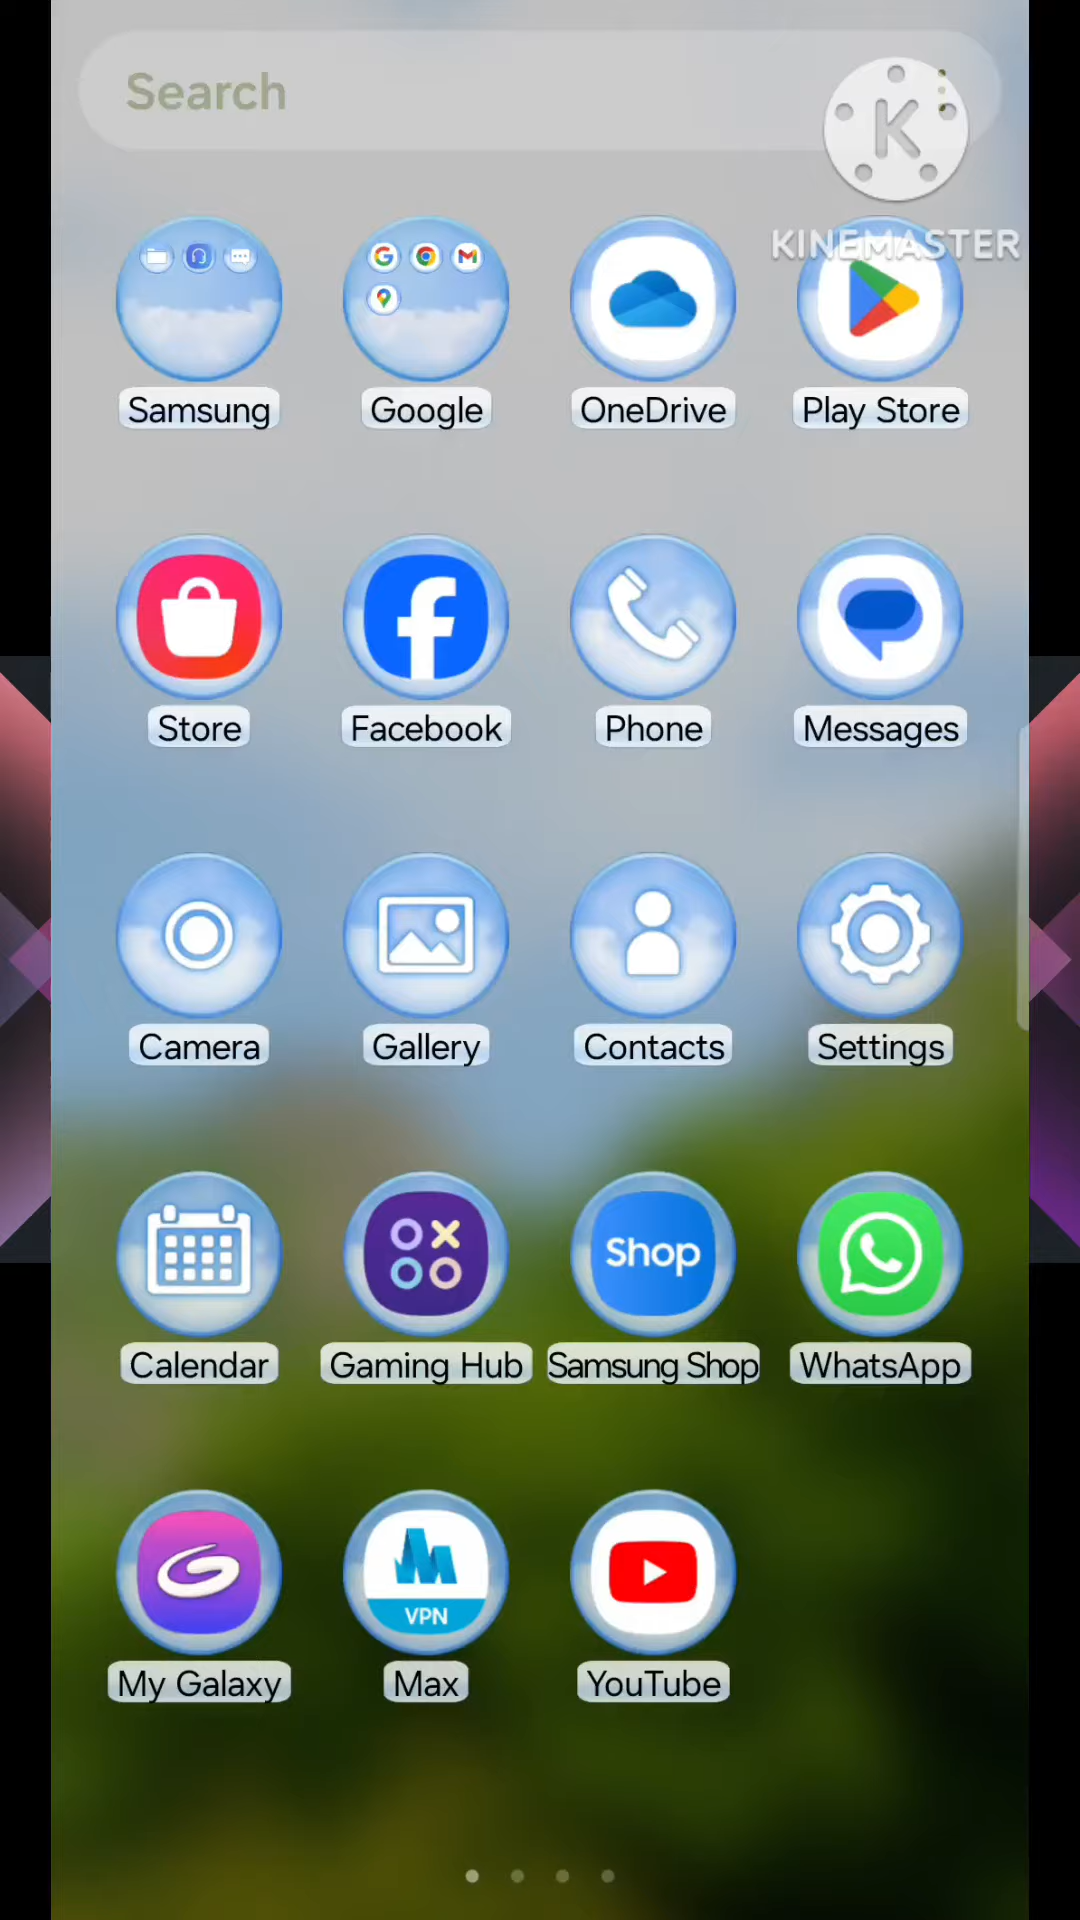 Search
K
KINEMASTER
Samsung
Google
OneDrive
Play Store
Store
Facebook
Phone
Messages
Camera
Gallery
Contacts
Settings
Shop
Calendar
Gaming Hub
Samsung Shop
WhatsApp
VPN
My Galaxy
Max
YouTube